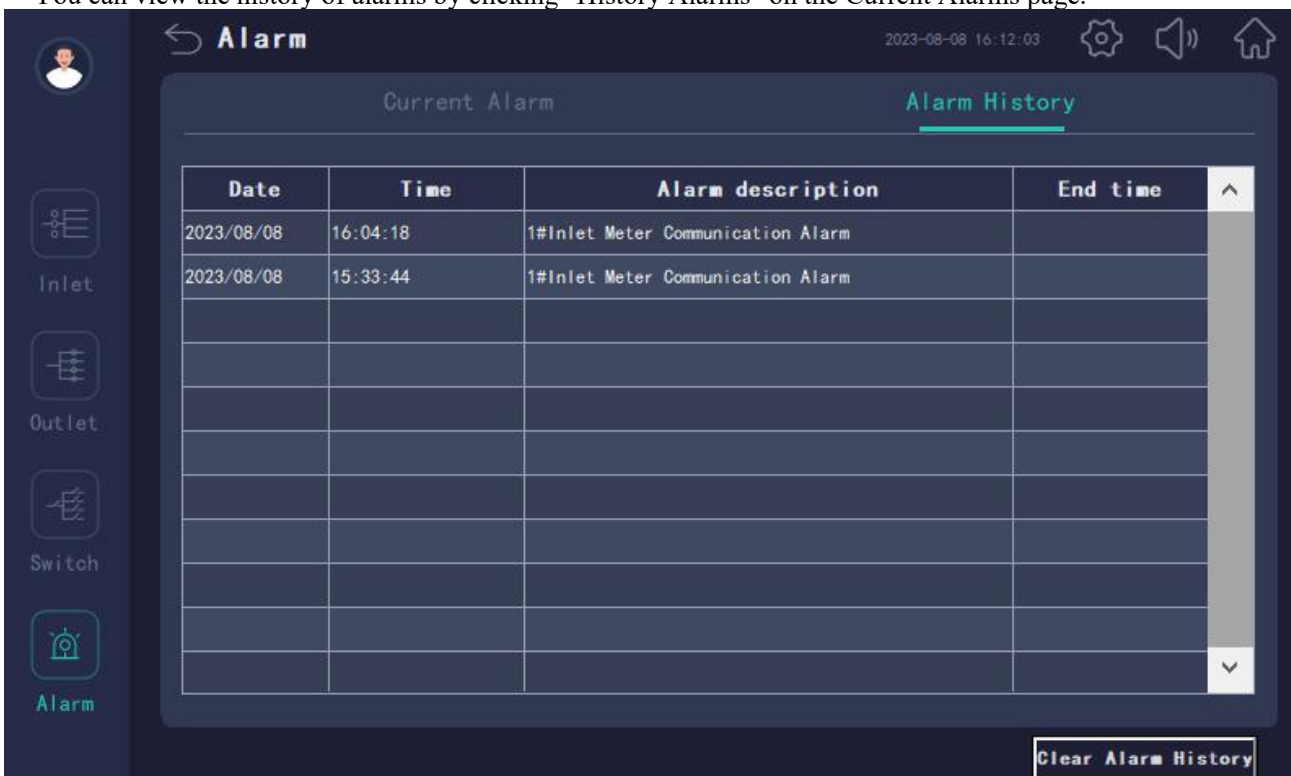 You can view the history of alarms by clicking "History Alarms" on the Current Alarms page.
Alarm
2023-08-08 16:12:03
Current Alarm
Alarm History
Date Time Alarm description End time
2023/08/08 16:04:18 1#Inlet Meter Communication Alarm
2023/08/08 15:33:44 1#Inlet Meter Communication Alarm
Inlet
Outlet
Switch
Alarm
Clear Alarm History